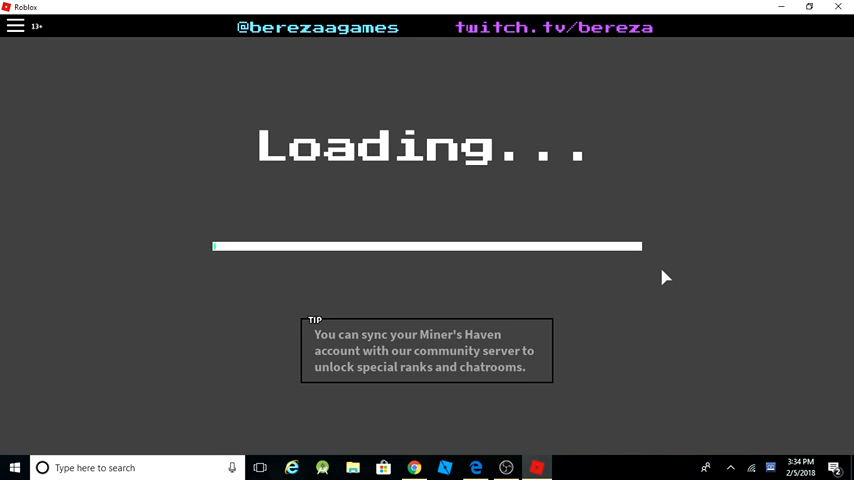 Roblox
13+
@berezaagames
twitch.tv/bereza
Loading...
TIP
You can sync your Miner's Haven
account with our community server to
unlock special ranks and chatrooms.
Type here to search
3:34 PM
2/5/2018
2